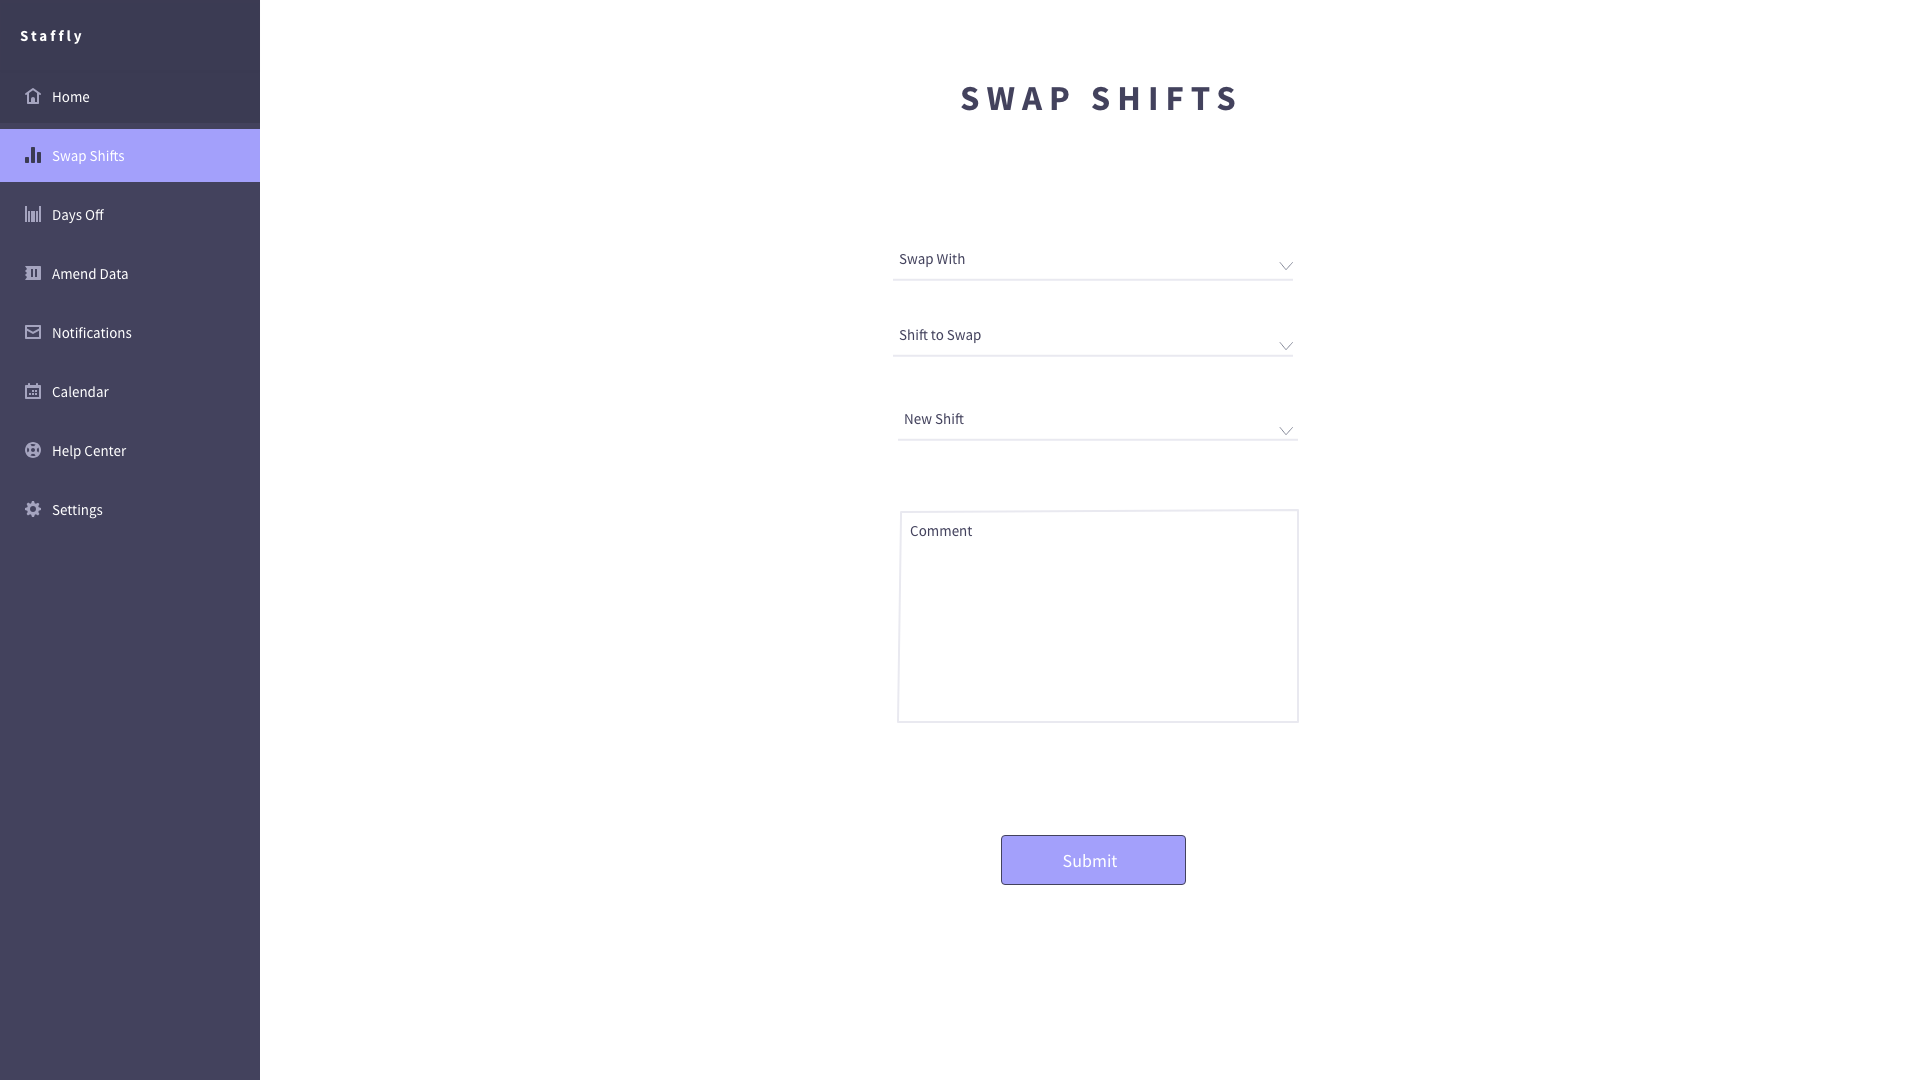 Staffly
Home
Swap Shifts
Days Off
Amend Data
Notifications
Calendar
Help Center
Settings
SWAP SHIFTS
Swap With
Shift to Swap
New Shift
Comment
Submit